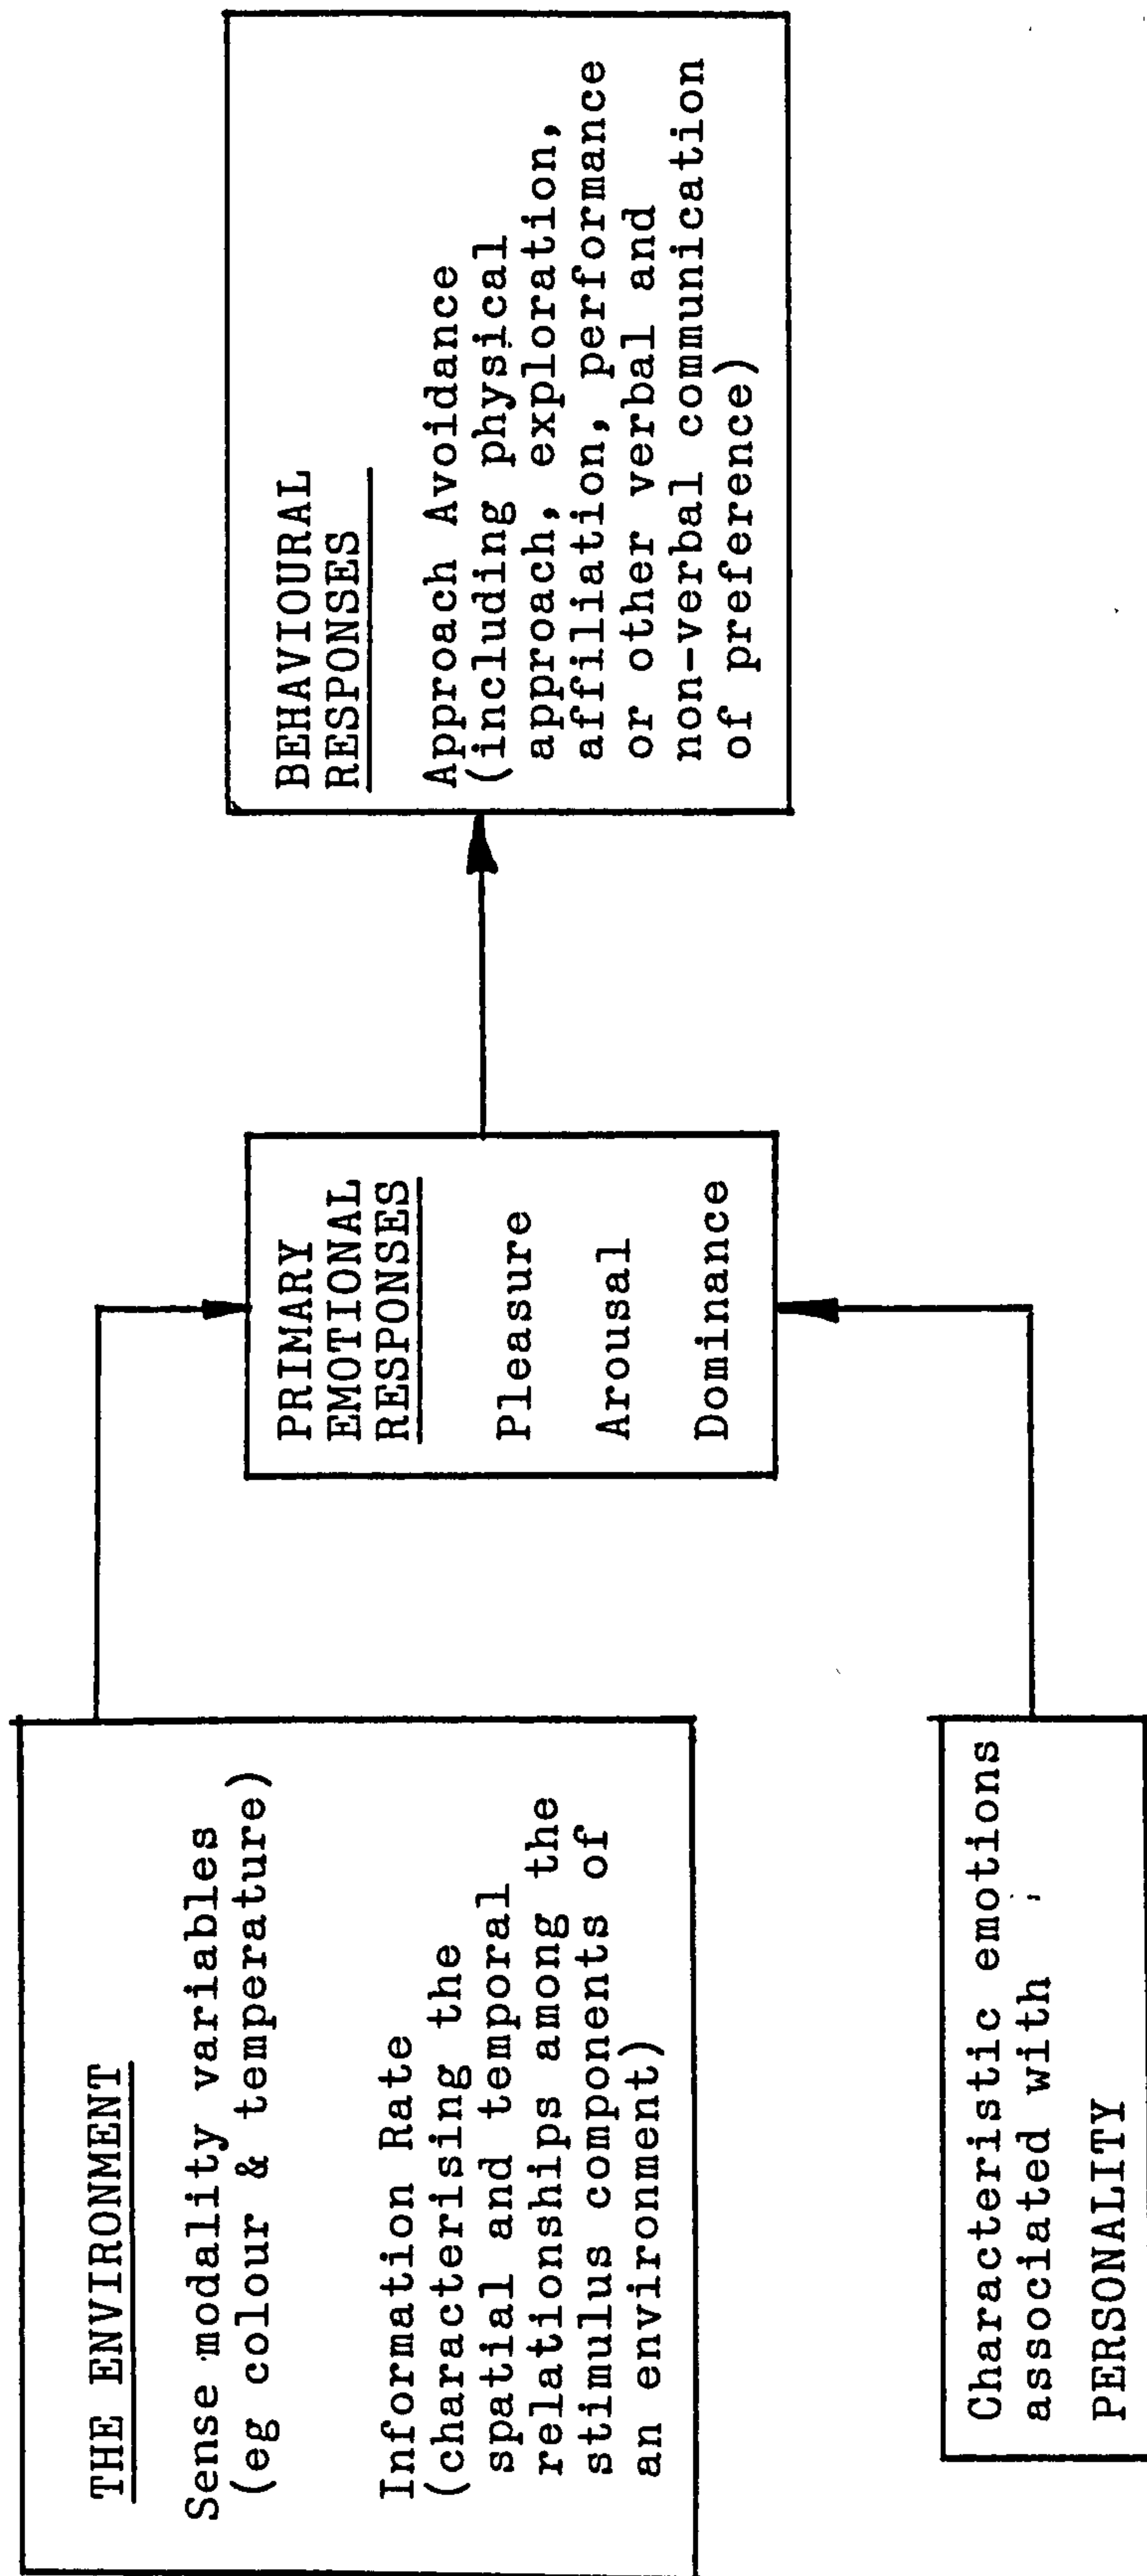 THE ENVIRONMENT
Sense modality variables
(eg colour & temperature)
Information Rate
(characterising the
spatial and temporal
relationships among the
stimulus components of
an environment)
Characteristic emotions
associated with
PERSONALITY
PRIMARY
EMOTIONAL
RESPONSES
Pleasure
Arousal
Dominance
BEHAVIOURAL
RESPONSES
Approach Avoidance
(including physical
approach, exploration,
affiliation, performance
or other verbal and
non-verbal communication
of preference)